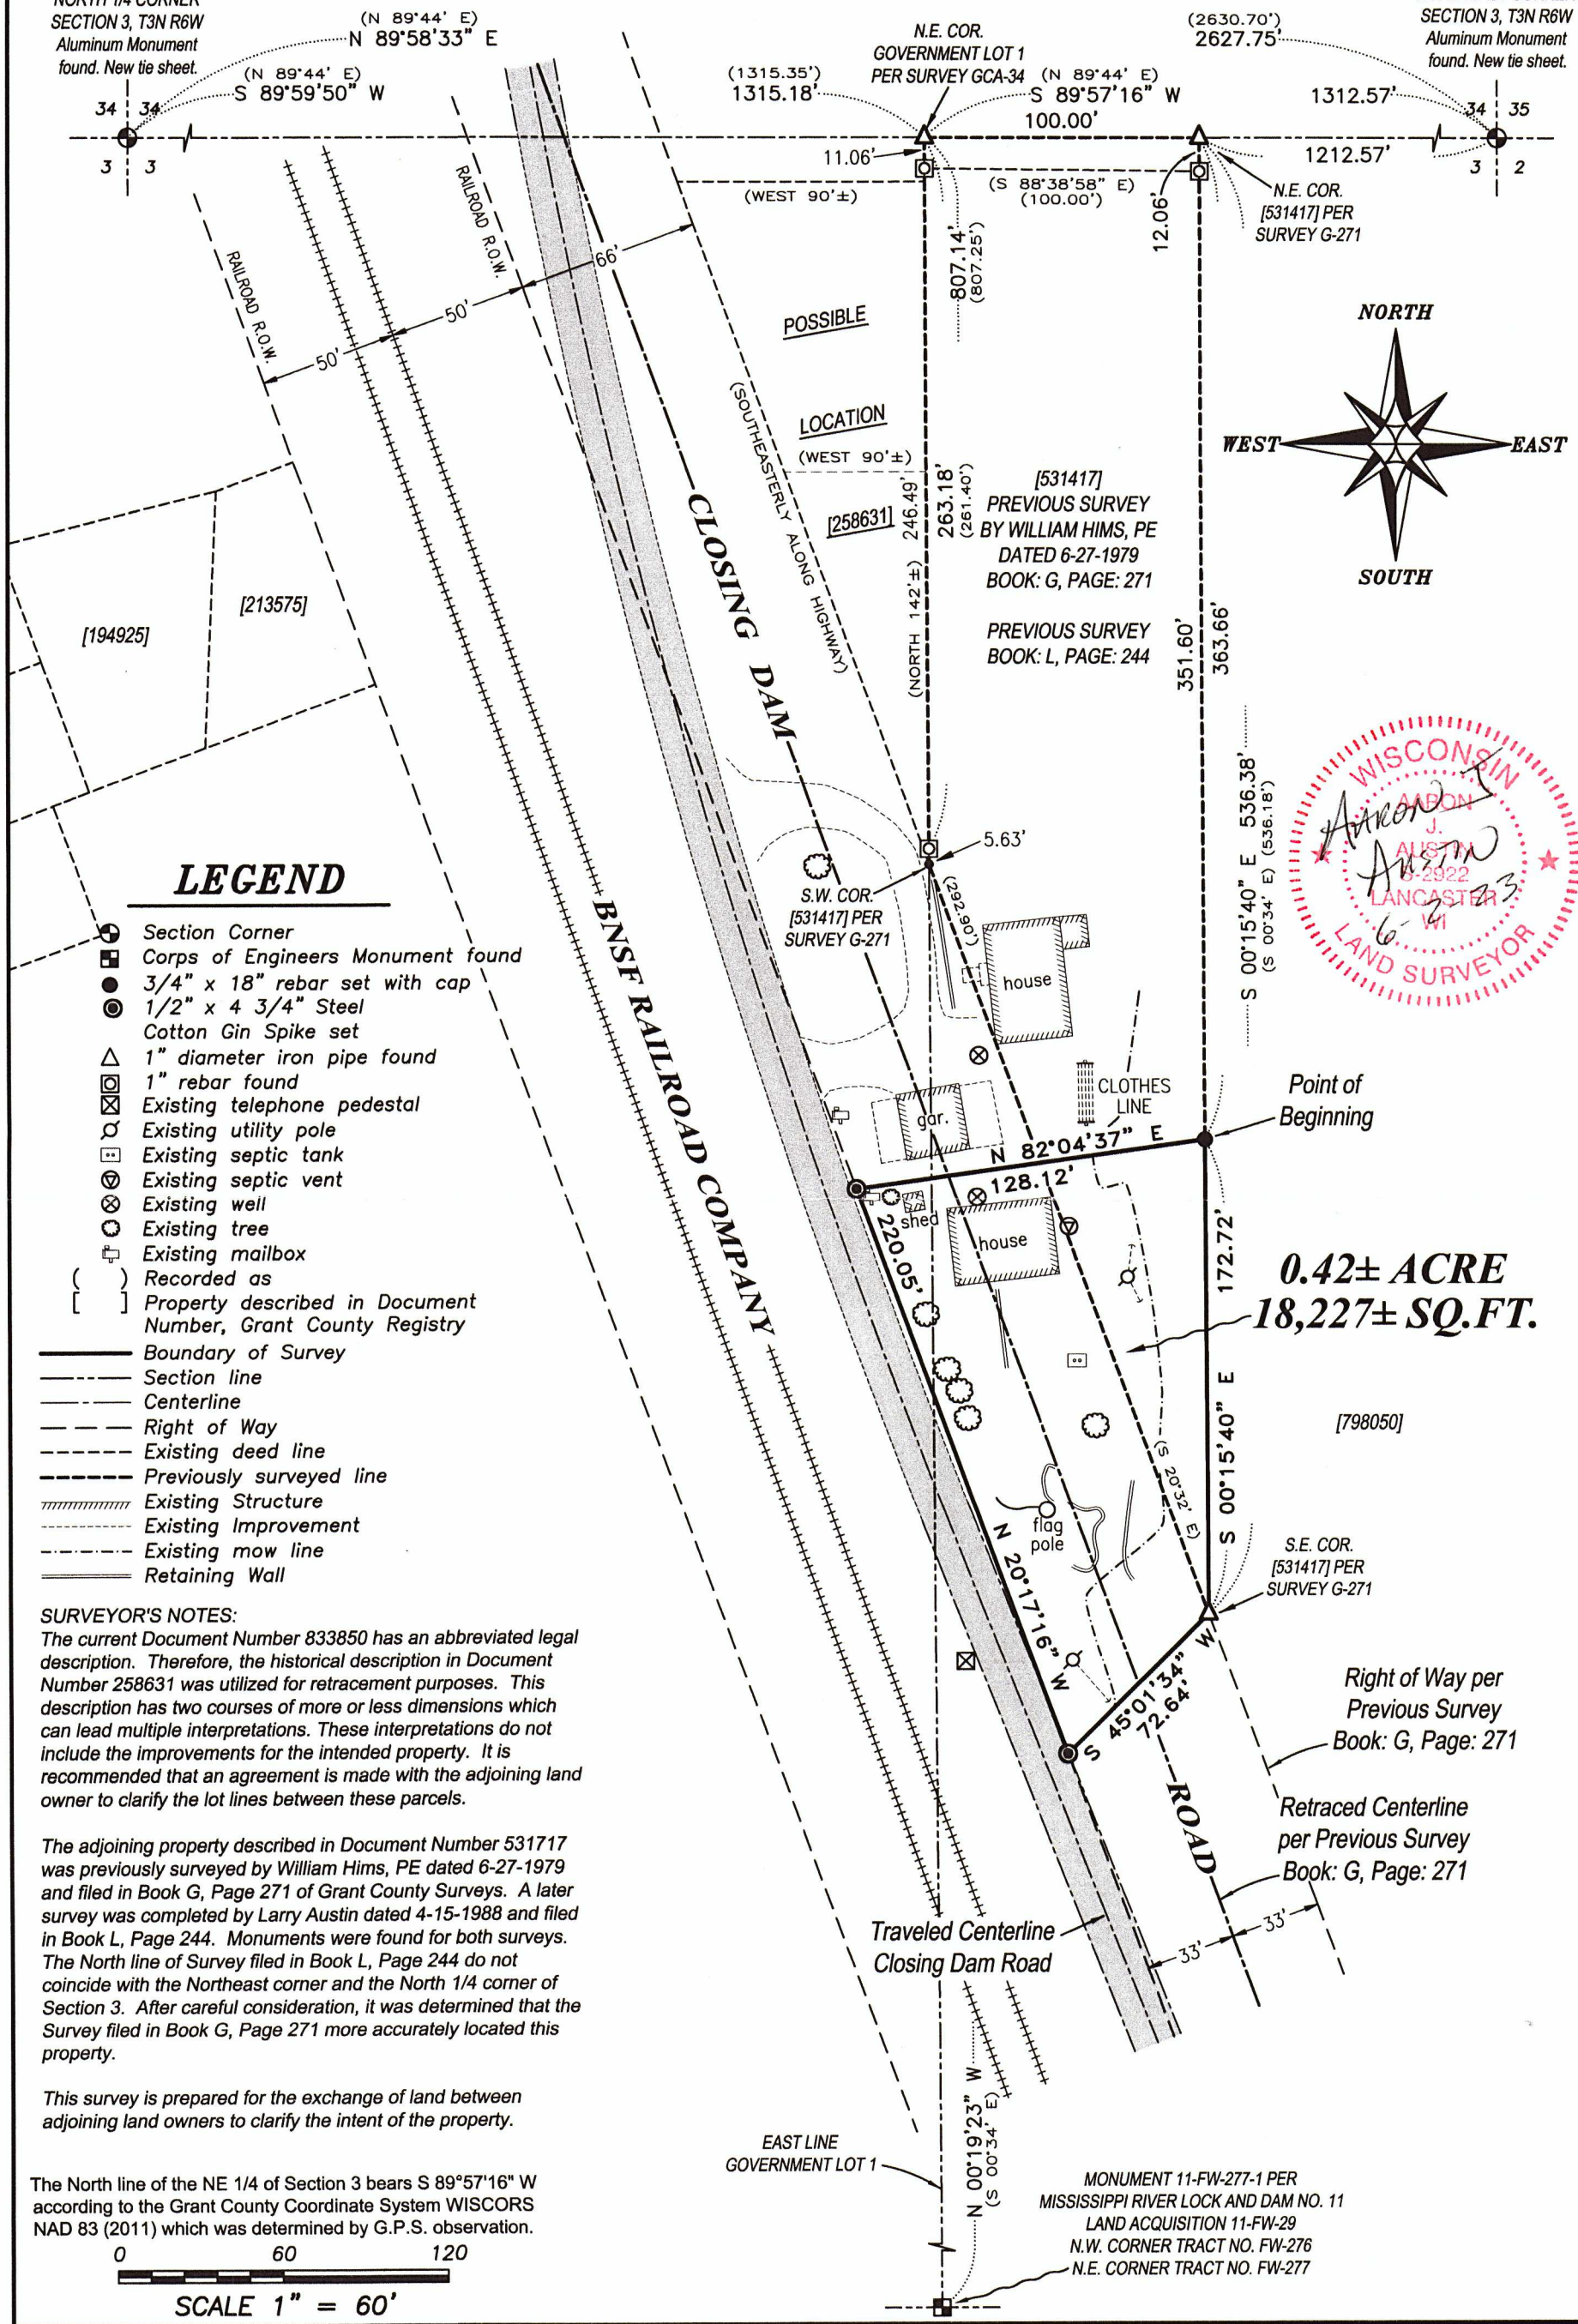 NORTH 1/4 CORNER
SECTION 3, T3N R6W
Aluminum Monument
found. New tie sheet.
(N 89°44' E)
N 89°58'33" E
(N 89°44' E)
S 89°59'50" W
N.E. COR.
GOVERNMENT LOT 1
PER SURVEY GCA-34
(1315.35')
1315.18'
(N 89°44' E)
S 89°57'16" W
100.00'
(2630.70')
2627.75'
SECTION 3, T3N R6W
Aluminum Monument
found. New tie sheet.
1312.57'
1212.57'
34 34
3 3
34 35
3 2
11.06'
(WEST 90'±)
(S 88°38'58" E)
(100.00')
12.06'
N.E. COR.
[531417] PER
SURVEY G-271
807.14'
(807.25')
RAILROAD R.O.W.
RAILROAD R.O.W.
50'
50'
66'
POSSIBLE
LOCATION
(WEST 90'±)
[258631]
(SOUTHEASTERLY ALONG HIGHWAY)
(NORTH 142'±)
246.49'
263.18'
(261.40')
[531417]
PREVIOUS SURVEY
BY WILLIAM HIMS, PE
DATED 6-27-1979
BOOK: G, PAGE: 271
PREVIOUS SURVEY
BOOK: L, PAGE: 244
351.60'
363.66'
NORTH
WEST
EAST
SOUTH
[194925]
[213575]
CLOSING DAM
S 00°15'40" E 536.38'
(S 00°34' E) (536.18')
WISCONSIN
AARON
J.
AUSTIN
S-2922
LANCASTER
WI
LAND SURVEYOR
Aaron J
Austin
6-2-23
5.63'
S.W. COR.
[531417] PER
SURVEY G-271
(292.90')
house
gar.
CLOTHES
LINE
Point of
Beginning
N 82°04'37" E
128.12'
shed
house
220.05'
172.72'
0.42± ACRE
18,227± SQ.FT.
BNSF RAILROAD COMPANY
[798050]
S 00°15'40" E
(S 20°32' E)
flag
pole
N 20°17'16" W
S.E. COR.
[531417] PER
SURVEY G-271
S 45°01'34" W
72.64'
Right of Way per
Previous Survey
Book: G, Page: 271
ROAD
Retraced Centerline
per Previous Survey
Book: G, Page: 271
33'
33'
Traveled Centerline
Closing Dam Road
N 00°19'23" W
(S 00°34' E)
EAST LINE
GOVERNMENT LOT 1
MONUMENT 11-FW-277-1 PER
MISSISSIPPI RIVER LOCK AND DAM NO. 11
LAND ACQUISITION 11-FW-29
N.W. CORNER TRACT NO. FW-276
N.E. CORNER TRACT NO. FW-277
LEGEND
Section Corner
Corps of Engineers Monument found
3/4" x 18" rebar set with cap
1/2" x 4 3/4" Steel
Cotton Gin Spike set
1" diameter iron pipe found
1" rebar found
Existing telephone pedestal
Existing utility pole
Existing septic tank
Existing septic vent
Existing well
Existing tree
Existing mailbox
( ) Recorded as
[ ] Property described in Document
Number, Grant County Registry
Boundary of Survey
Section line
Centerline
Right of Way
Existing deed line
Previously surveyed line
Existing Structure
Existing Improvement
Existing mow line
Retaining Wall
SURVEYOR'S NOTES:
The current Document Number 833850 has an abbreviated legal
description. Therefore, the historical description in Document
Number 258631 was utilized for retracement purposes. This
description has two courses of more or less dimensions which
can lead multiple interpretations. These interpretations do not
include the improvements for the intended property. It is
recommended that an agreement is made with the adjoining land
owner to clarify the lot lines between these parcels.
The adjoining property described in Document Number 531717
was previously surveyed by William Hims, PE dated 6-27-1979
and filed in Book G, Page 271 of Grant County Surveys. A later
survey was completed by Larry Austin dated 4-15-1988 and filed
in Book L, Page 244. Monuments were found for both surveys.
The North line of Survey filed in Book L, Page 244 do not
coincide with the Northeast corner and the North 1/4 corner of
Section 3. After careful consideration, it was determined that the
Survey filed in Book G, Page 271 more accurately located this
property.
This survey is prepared for the exchange of land between
adjoining land owners to clarify the intent of the property.
The North line of the NE 1/4 of Section 3 bears S 89°57'16" W
according to the Grant County Coordinate System WISCORS
NAD 83 (2011) which was determined by G.P.S. observation.
0 60 120
SCALE 1" = 60'